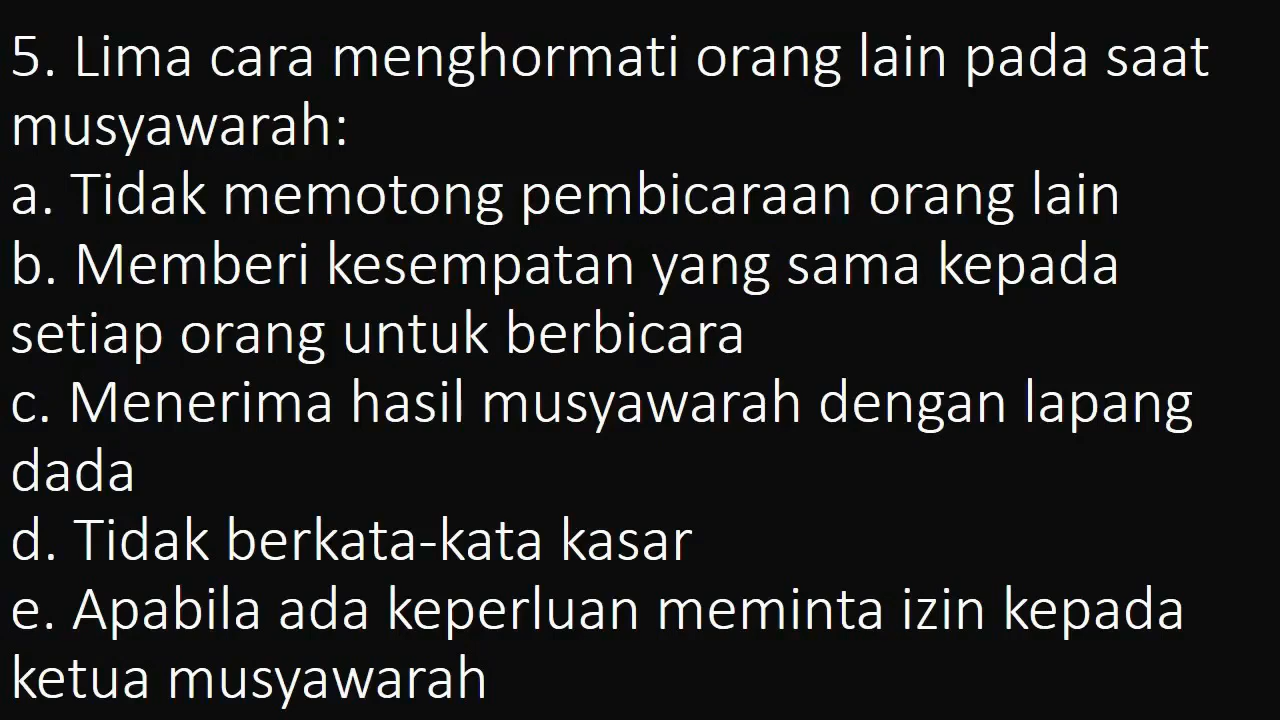 5. Lima cara menghormati orang lain pada saat
musyawarah:
a. Tidak memotong pembicaraan orang lain
b. Memberi kesempatan yang sama kepada
setiap orang untuk berbicara
c. Menerima hasil musyawarah dengan lapang
dada
d. Tidak berkata-kata kasar
e. Apabila ada keperluan meminta izin kepada
ketua musyawarah